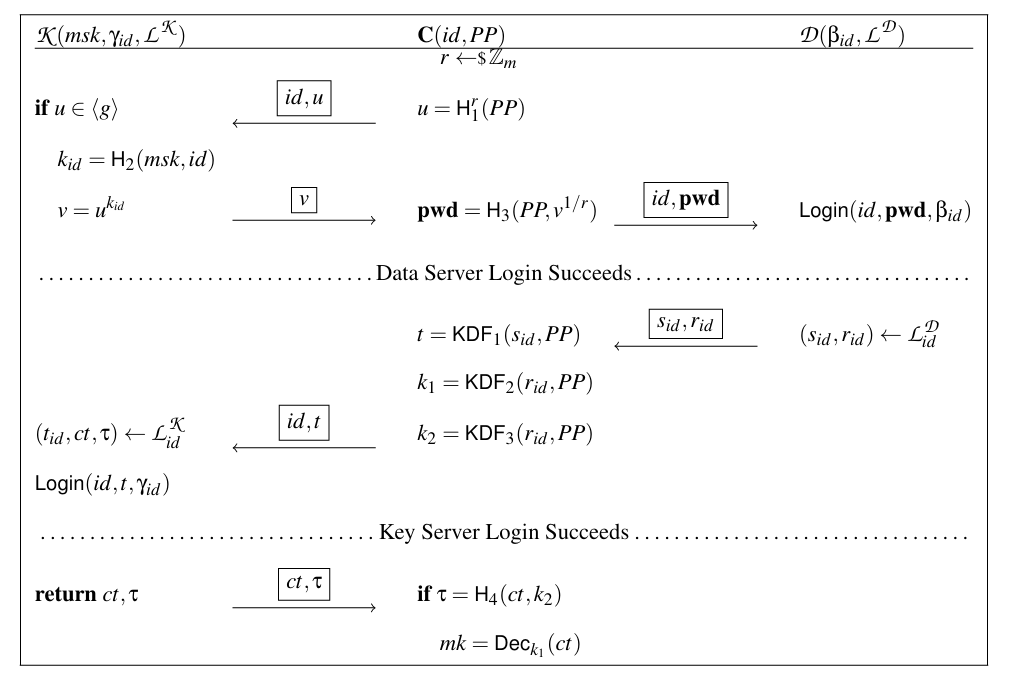 𝒦(msk, γ_id, ℒ^𝒦) C(id, PP) 𝒟(β_id, ℒ^𝒟)
r ←$ ℤ_m
if u ∈ ⟨g⟩ id, u u = H_1^r(PP)
k_id = H_2(msk, id)
v = u^{k_id} v pwd = H_3(PP, v^{1/r}) id, pwd Login(id, pwd, β_id)
Data Server Login Succeeds
t = KDF_1(s_id, PP) s_id, r_id (s_id, r_id) ← ℒ_id^𝒟
k_1 = KDF_2(r_id, PP)
(t_id, ct, τ) ← ℒ_id^𝒦 id, t k_2 = KDF_3(r_id, PP)
Login(id, t, γ_id)
Key Server Login Succeeds
return ct, τ ct, τ if τ = H_4(ct, k_2)
mk = Dec_{k_1}(ct)